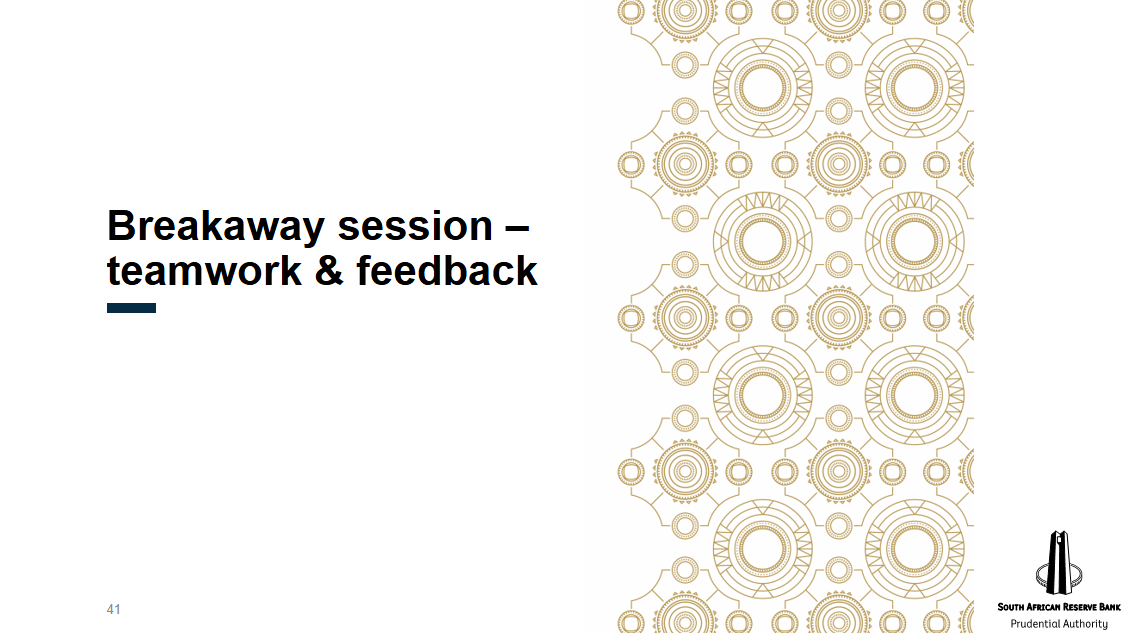 Breakaway session –
teamwork & feedback
41
South African Reserve Bank
Prudential Authority